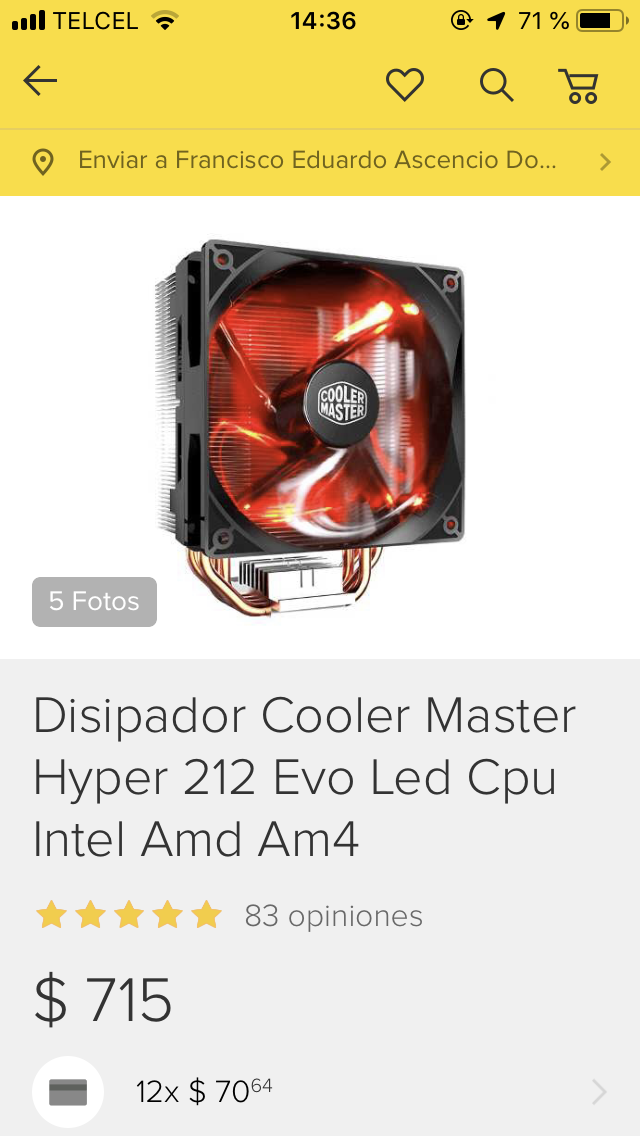 TELCEL 14:36 71 %
Enviar a Francisco Eduardo Ascencio Do...
COOLER
MASTER
5 Fotos
Disipador Cooler Master
Hyper 212 Evo Led Cpu
Intel Amd Am4
83 opiniones
$ 715
12x $ 70⁶⁴